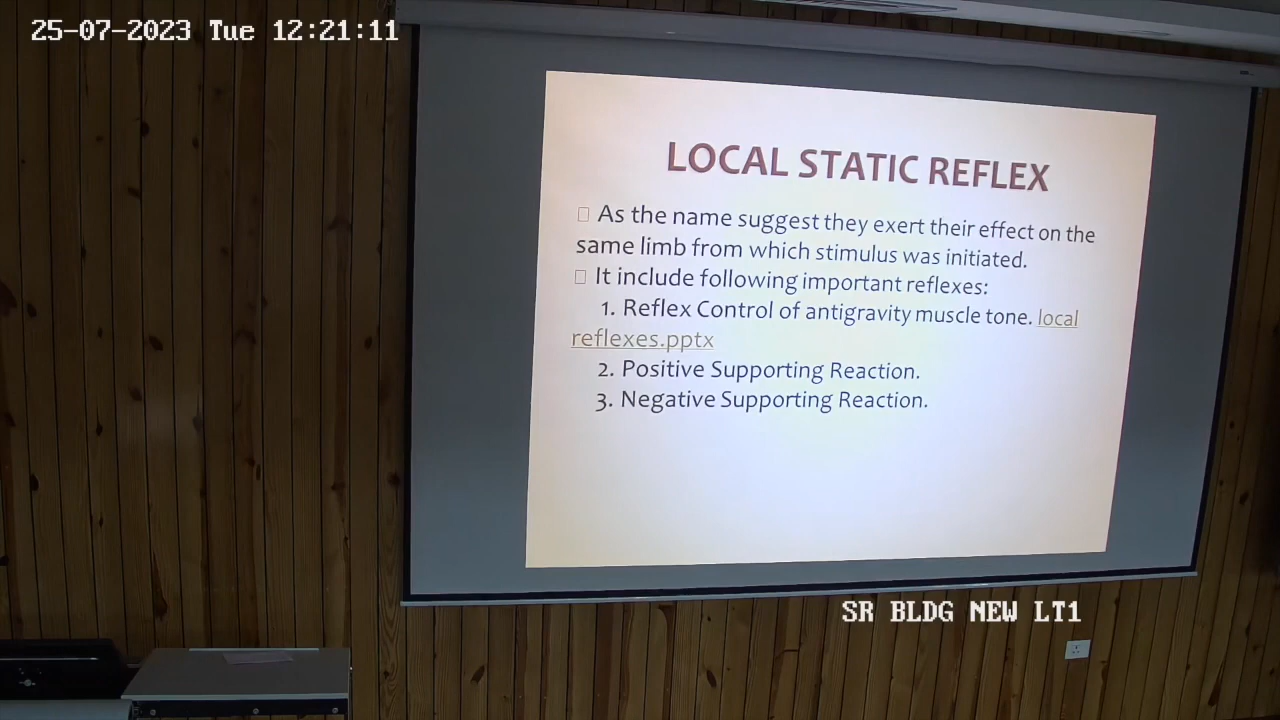 25-07-2023 Tue 12:21:11
LOCAL STATIC REFLEX
As the name suggest they exert their effect on the
same limb from which stimulus was initiated.
It include following important reflexes:
1. Reflex Control of antigravity muscle tone. local
reflexes.pptx
2. Positive Supporting Reaction.
3. Negative Supporting Reaction.
SR BLDG NEW LT1